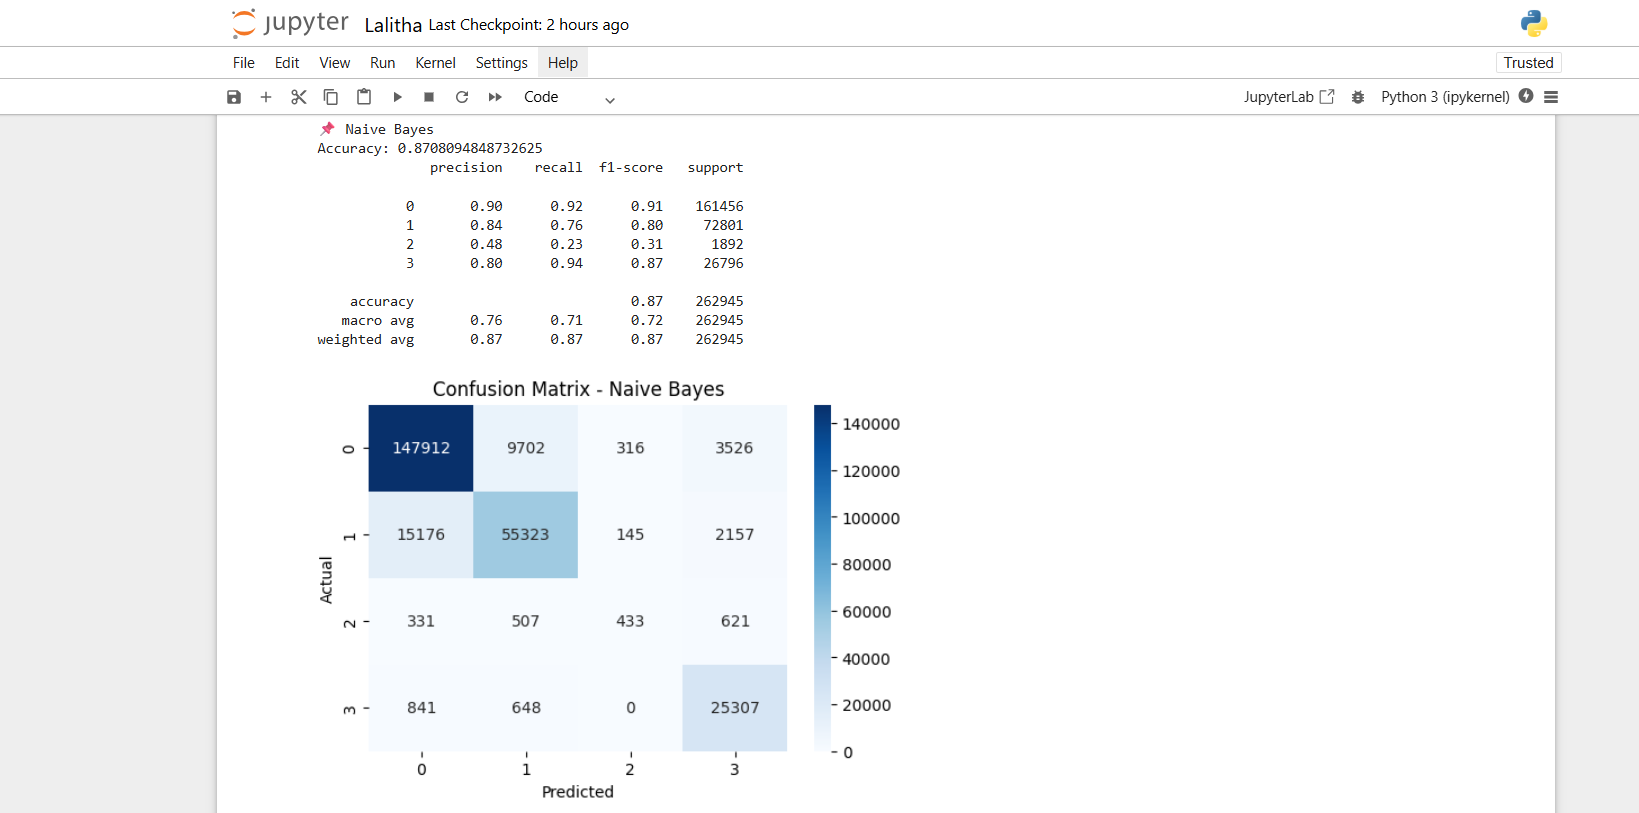 jupyter Lalitha Last Checkpoint: 2 hours ago
File Edit View Run Kernel Settings Help Trusted
Code JupyterLab Python 3 (ipykernel)
📌 Naive Bayes
Accuracy: 0.8708094848732625
precision recall f1-score support
0 0.90 0.92 0.91 161456
1 0.84 0.76 0.80 72801
2 0.48 0.23 0.31 1892
3 0.80 0.94 0.87 26796
accuracy 0.87 262945
macro avg 0.76 0.71 0.72 262945
weighted avg 0.87 0.87 0.87 262945
Confusion Matrix - Naive Bayes
0 147912 9702 316 3526
1 15176 55323 145 2157
2 331 507 433 621
3 841 648 0 25307
Actual
0 1 2 3
Predicted
140000
120000
100000
80000
60000
40000
20000
0